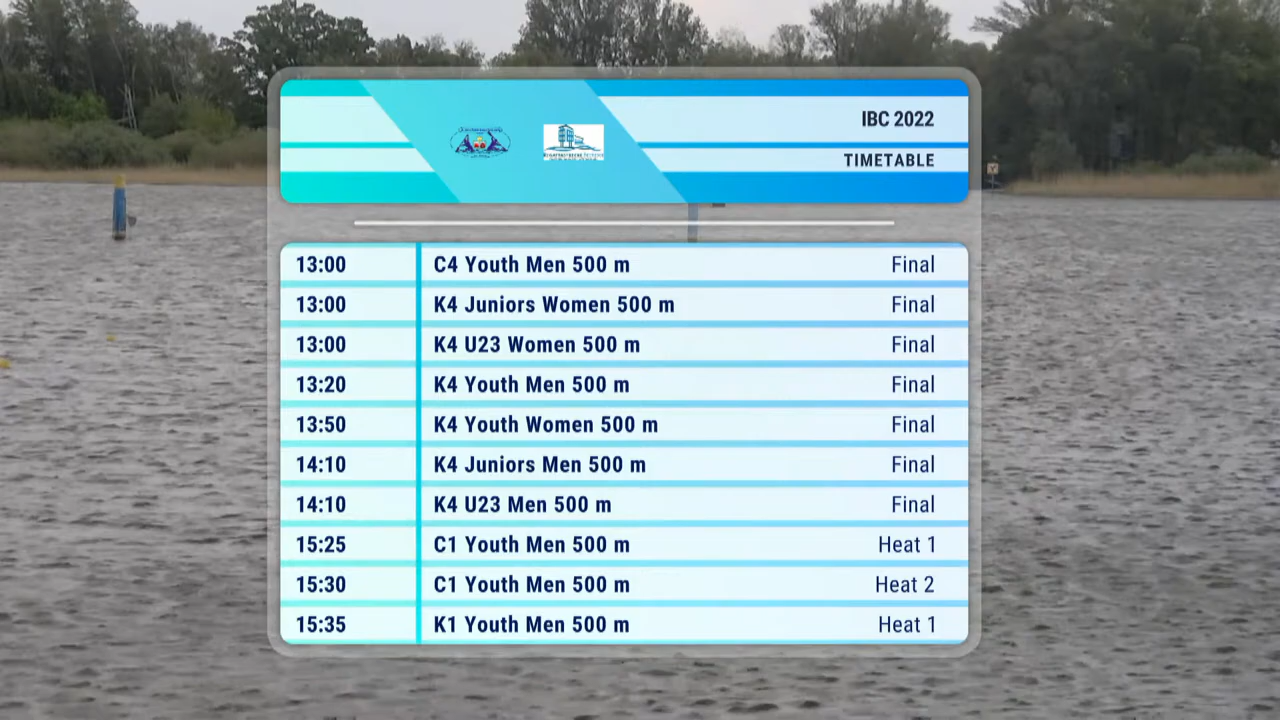 IBC 2022
TIMETABLE
13:00 C4 Youth Men 500 m Final
13:00 K4 Juniors Women 500 m Final
13:00 K4 U23 Women 500 m Final
13:20 K4 Youth Men 500 m Final
13:50 K4 Youth Women 500 m Final
14:10 K4 Juniors Men 500 m Final
14:10 K4 U23 Men 500 m Final
15:25 C1 Youth Men 500 m Heat 1
15:30 C1 Youth Men 500 m Heat 2
15:35 K1 Youth Men 500 m Heat 1